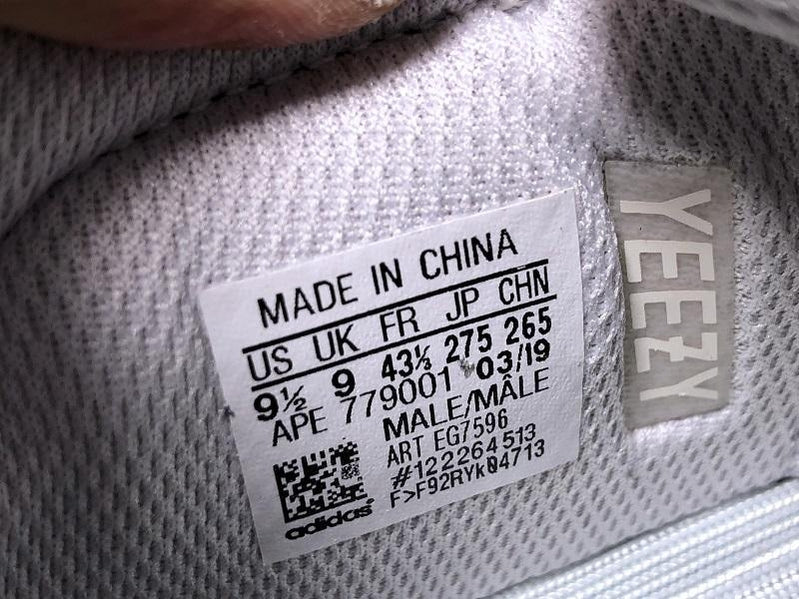 MADE IN CHINA
US UK FR JP CHN
9½ 9 43⅓ 275 265
APE 779001 03/19
MALE/MÂLE
ART EG7596
#122264513
F>F92RYk04713
adidas
YEEZY